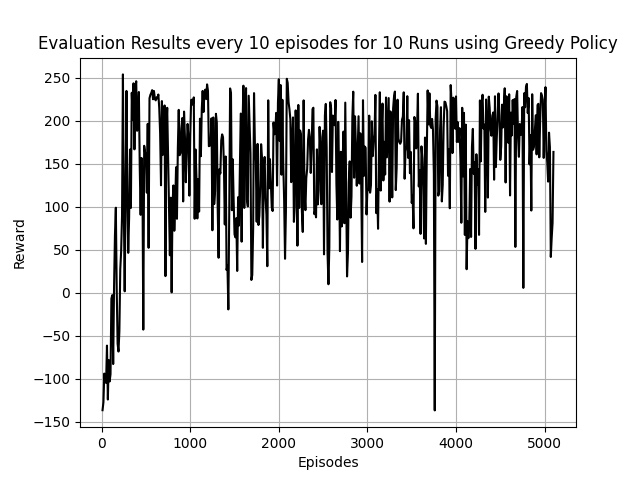 Evaluation Results every 10 episodes for 10 Runs using Greedy Policy
250
200
150
100
50
0
−50
−100
−150
Reward
0 1000 2000 3000 4000 5000
Episodes